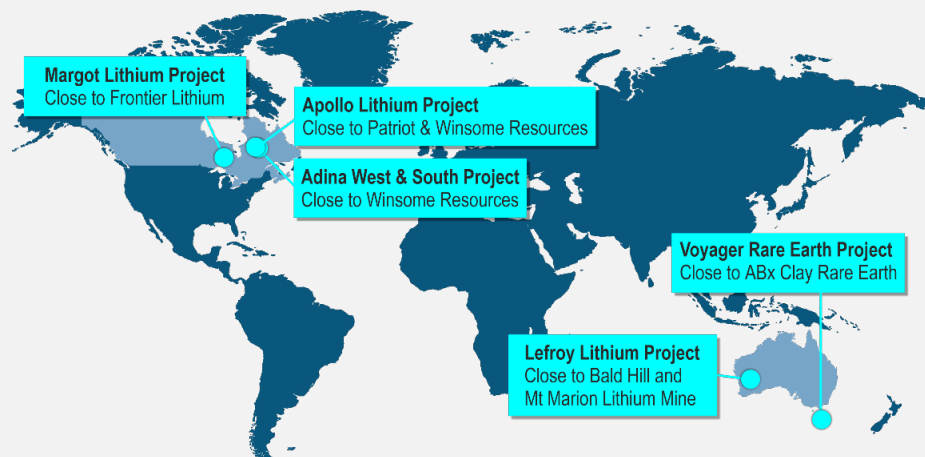 Margot Lithium Project
Close to Frontier Lithium
Apollo Lithium Project
Close to Patriot & Winsome Resources
Adina West & South Project
Close to Winsome Resources
Voyager Rare Earth Project
Close to ABx Clay Rare Earth
Lefroy Lithium Project
Close to Bald Hill and
Mt Marion Lithium Mine